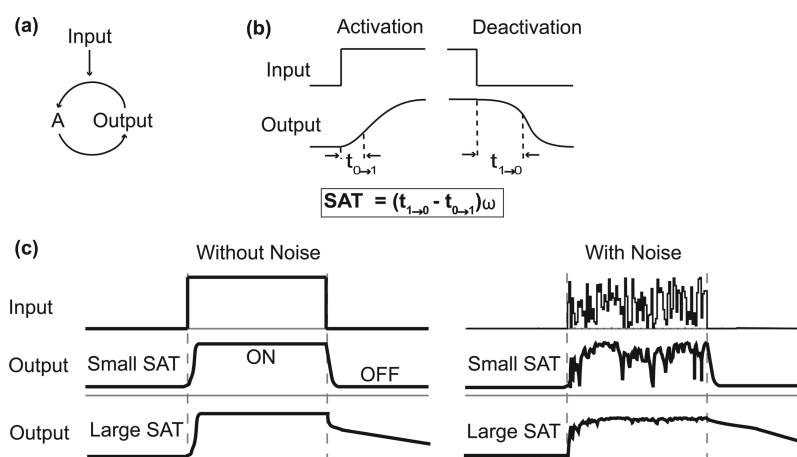 (a)
Input
A Output
(b)
Activation Deactivation
Input
Output
t0→1 t1→0
SAT = (t1→0 - t0→1)ω
(c)
Without Noise With Noise
Input
Output Small SAT ON OFF Small SAT
Output Large SAT Large SAT